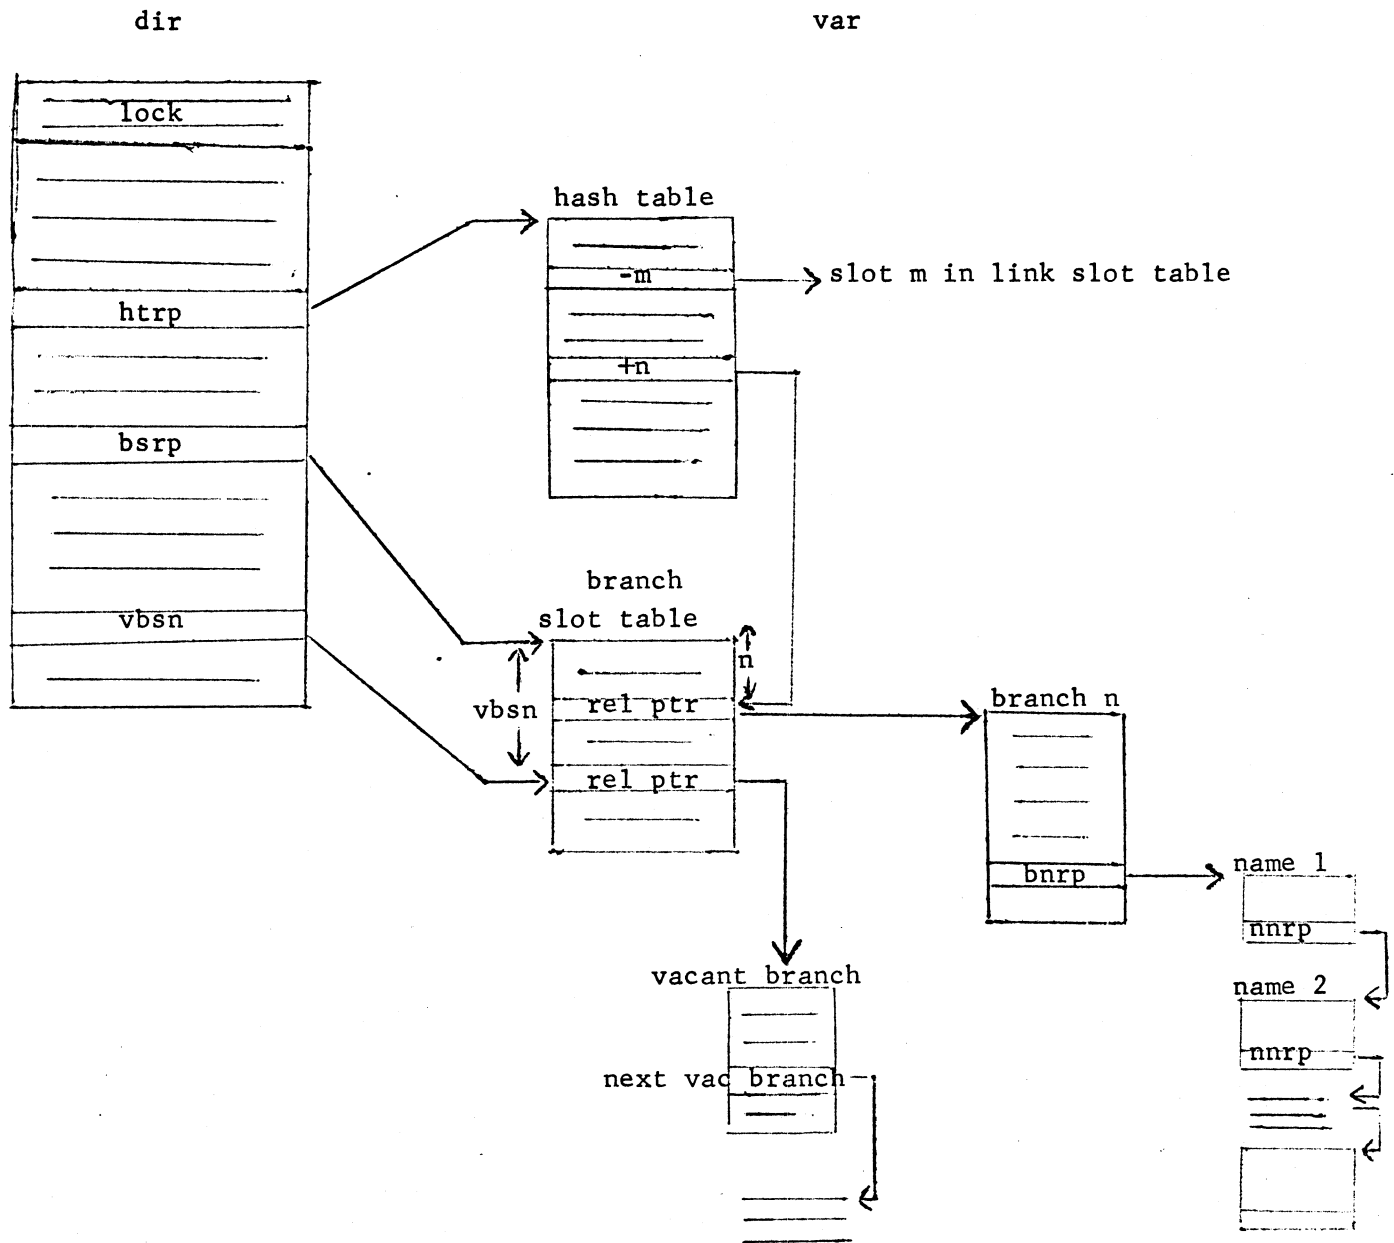 dir
var
lock
hash table
-m
slot m in link slot table
htrp
+n
bsrp
branch
slot table
vbsn
n
vbsn
rel ptr
branch n
rel ptr
bnrp
name 1
nnrp
vacant branch
name 2
nnrp
next vac branch